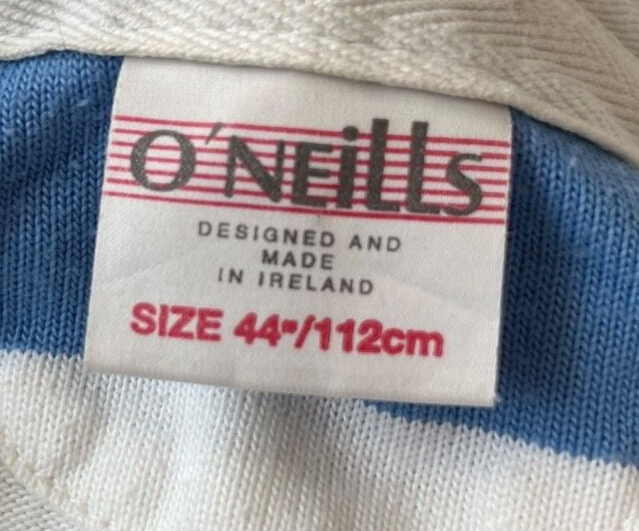 O'NEiLLS
DESIGNED AND
MADE
IN IRELAND
SIZE 44"/112cm